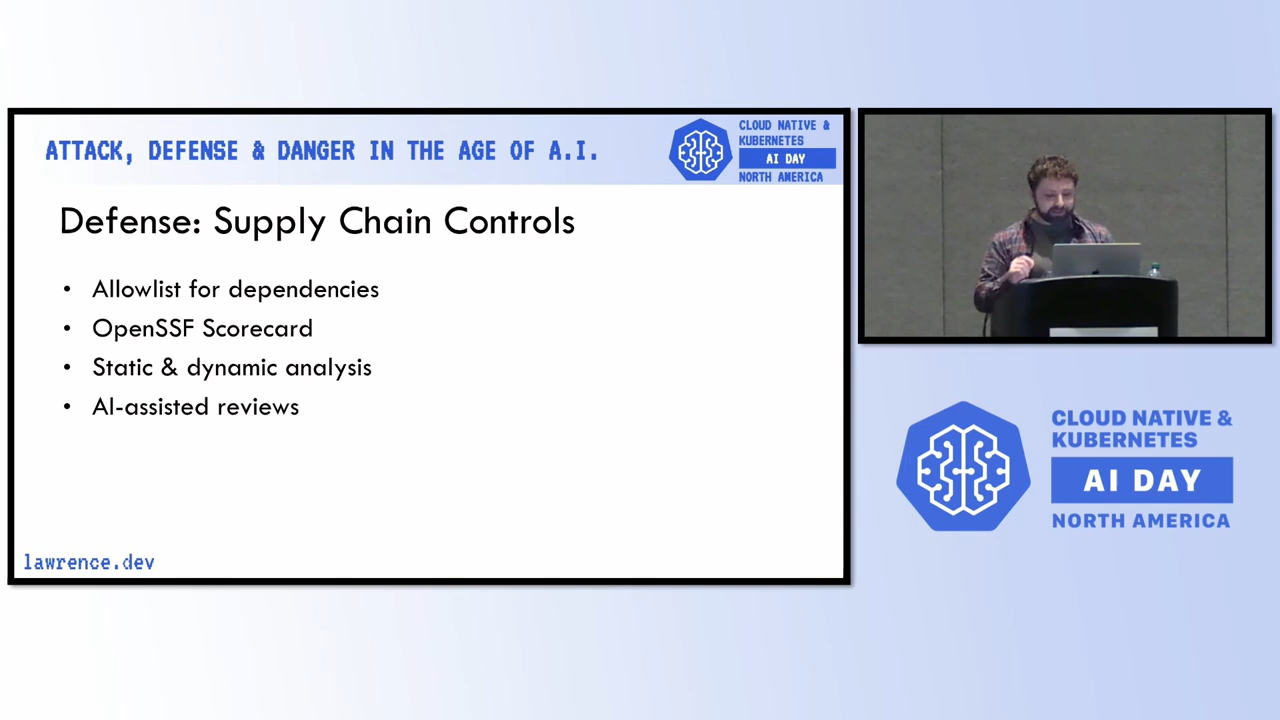 ATTACK, DEFENSE & DANGER IN THE AGE OF A.I.
CLOUD NATIVE &
KUBERNETES
AI DAY
NORTH AMERICA
Defense: Supply Chain Controls
• Allowlist for dependencies
• OpenSSF Scorecard
• Static & dynamic analysis
• AI-assisted reviews
lawrence.dev
CLOUD NATIVE &
KUBERNETES
AI DAY
NORTH AMERICA